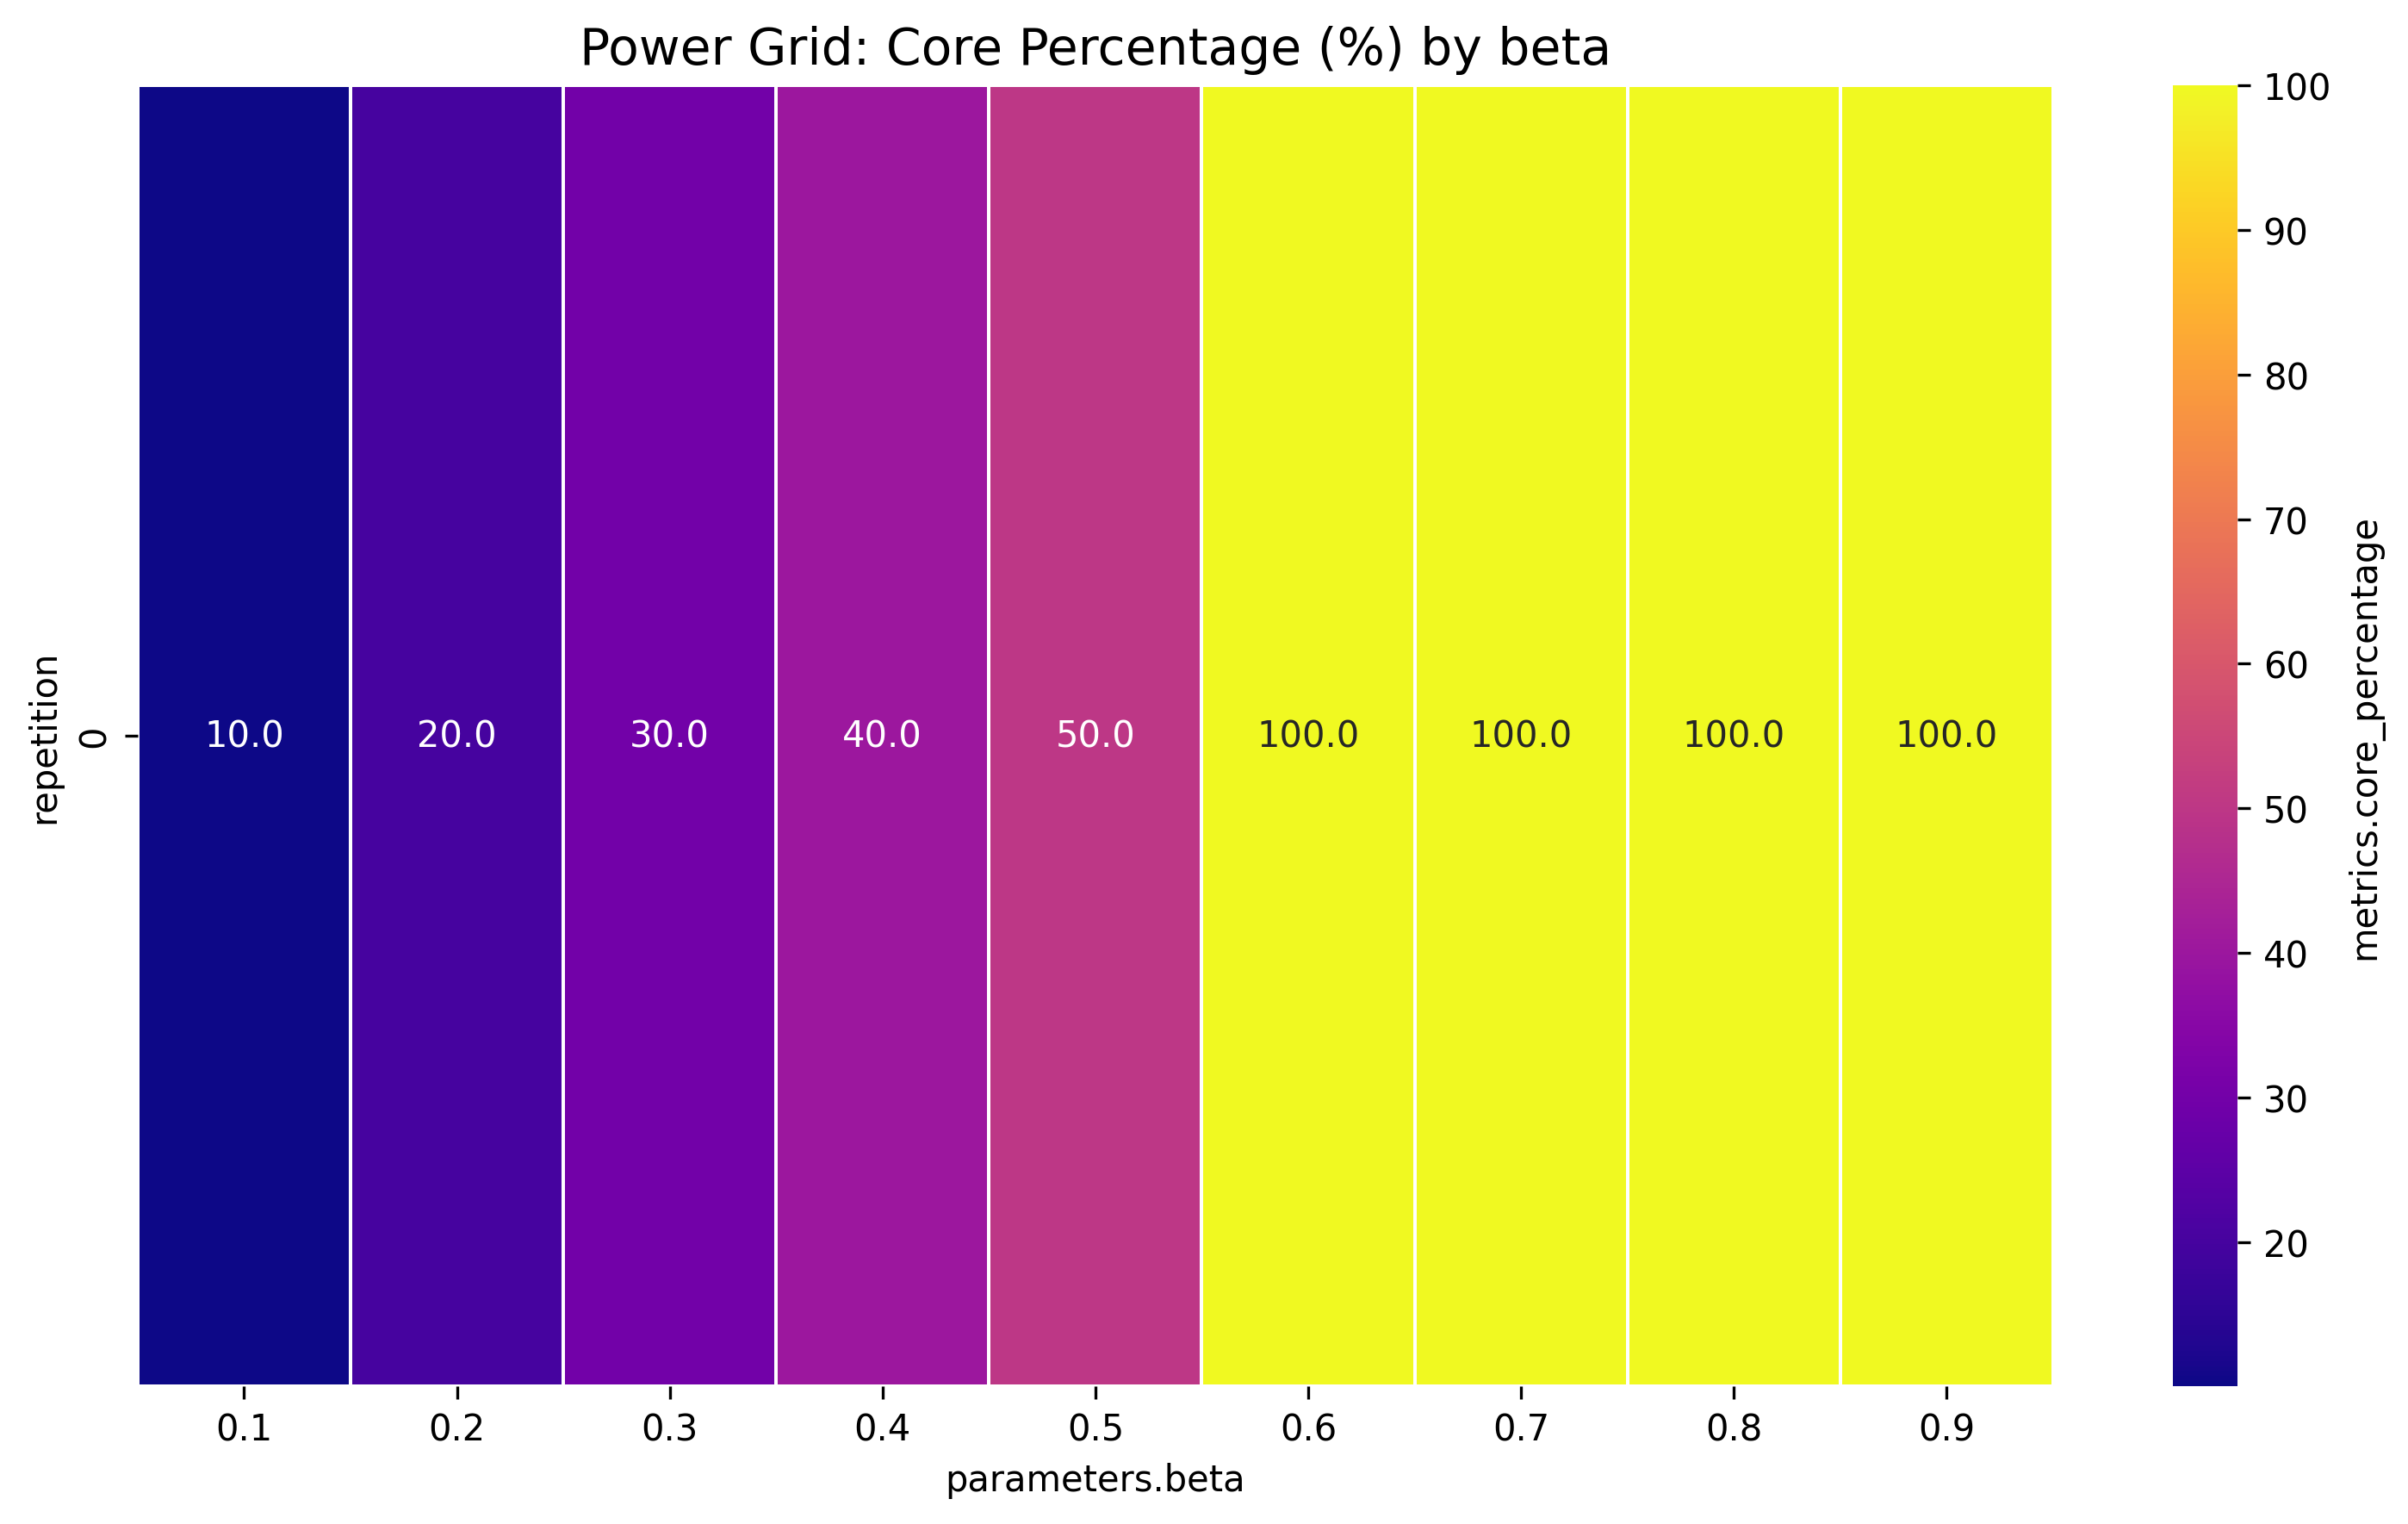 Power Grid: Core Percentage (%) by beta
repetition
0
10.0 20.0 30.0 40.0 50.0 100.0 100.0 100.0 100.0
0.1 0.2 0.3 0.4 0.5 0.6 0.7 0.8 0.9
parameters.beta
100
90
80
70
60
50
40
30
20
metrics.core_percentage